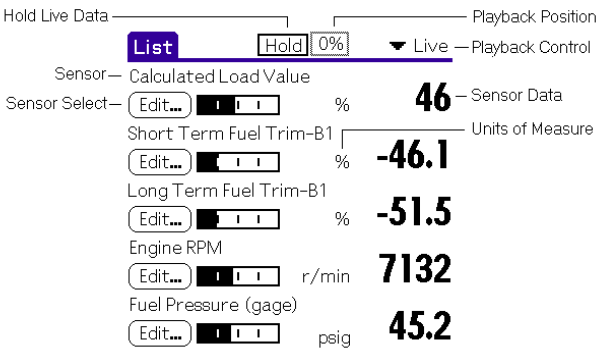 Hold Live Data
Playback Position
List Hold 0% Live
Playback Control
Sensor
Calculated Load Value
Sensor Select
Edit... % 46
Sensor Data
Short Term Fuel Trim-B1
Units of Measure
Edit... % -46.1
Long Term Fuel Trim-B1
Edit... % -51.5
Engine RPM
Edit... r/min 7132
Fuel Pressure (gage)
Edit... psig 45.2